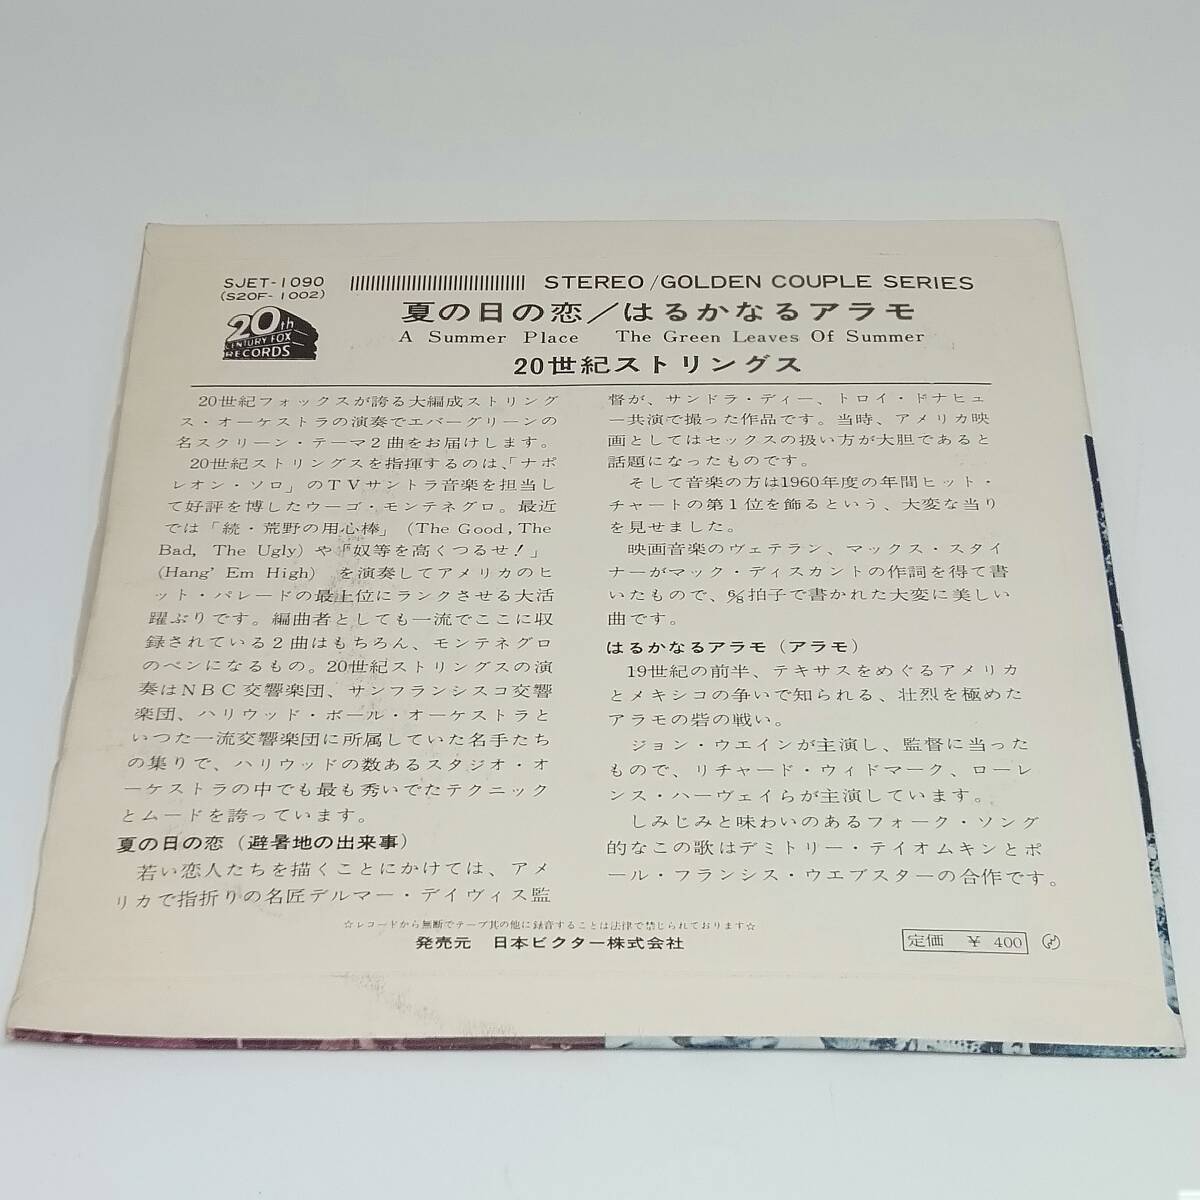 SJET-1090
(S20F-1002)
STEREO/GOLDEN COUPLE SERIES
20th
CENTURY FOX
RECORDS
夏の日の恋/はるかなるアラモ
A Summer Place The Green Leaves Of Summer
20世紀ストリングス
20世紀フォックスが誇る大編成ストリング
ス・オーケストラの演奏でエバーグリーンの
名スクリーン・テーマ2曲をお届けします。
20世紀ストリングスを指揮するのは、「ナポ
レオン・ソロ」のTVサントラ音楽を担当し
て好評を博したウーゴ・モンテネグロ。最近
では「続・荒野の用心棒」(The Good, The
Bad, The Ugly)や「奴等を高くつるせ!」
(Hang' Em High) を演奏してアメリカのヒ
ット・パレードの最上位にランクさせる大活
躍ぶりです。編曲者としても一流でここに収
録されている2曲はもちろん、モンテネグロ
のペンになるもの。20世紀ストリングスの演
奏はNBC交響楽団、サンフランシスコ交響
楽団、ハリウッド・ボール・オーケストラと
いつた一流交響楽団に所属していた名手たち
の集りで、ハリウッドの数あるスタジオ・オ
ーケストラの中でも最も秀いでたテクニック
とムードを誇っています。
夏の日の恋(避暑地の出来事)
若い恋人たちを描くことにかけては、アメ
リカで指折りの名匠デルマー・デイヴィス監
督が、サンドラ・ディー、トロイ・ドナヒュ
ー共演で撮った作品です。当時、アメリカ映
画としてはセックスの扱い方が大胆であると
話題になったものです。
そして音楽の方は1960年度の年間ヒット・
チャートの第1位を飾るという、大変な当り
を見せました。
映画音楽のヴェテラン、マックス・スタイ
ナーがマック・ディスカントの作詞を得て書
いたもので、6/8拍子で書かれた大変に美しい
曲です。
はるかなるアラモ(アラモ)
19世紀の前半、テキサスをめぐるアメリカ
とメキシコの争いで知られる、壮烈を極めた
アラモの砦の戦い。
ジョン・ウエインが主演し、監督に当った
もので、リチャード・ウィドマーク、ローレ
ンス・ハーヴェイらが主演しています。
しみじみと味わいのあるフォーク・ソング
的なこの歌はデミトリー・テイオムキンとポ
ール・フランシス・ウエブスターの合作です。
☆レコードから無断でテープ其の他に録音することは法律で禁じられております☆
発売元 日本ビクター株式会社
定価 ¥ 400